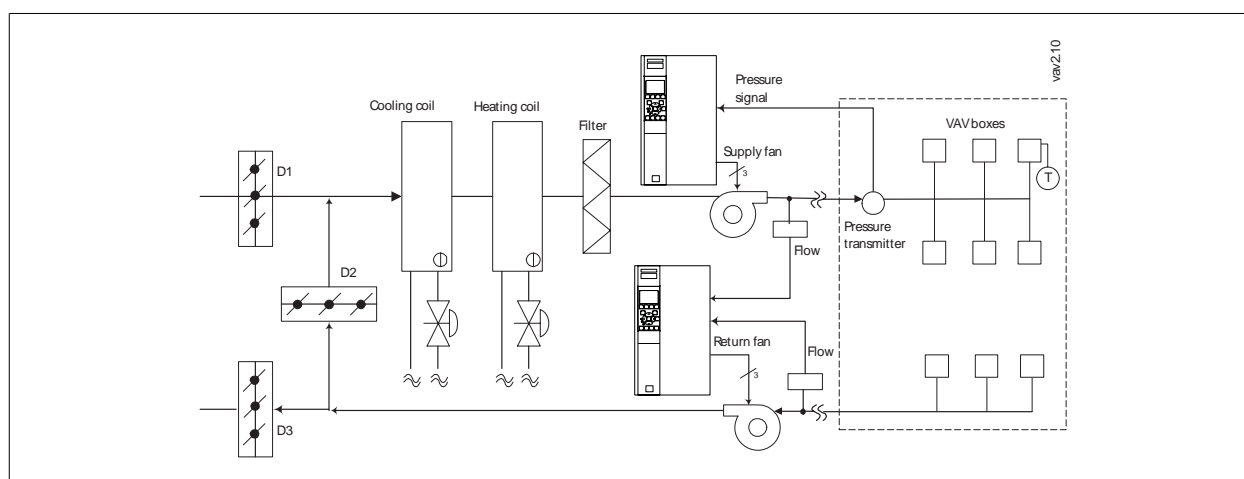 vav2.10
Cooling coil
Heating coil
Filter
Pressure
signal
VAV boxes
D1
Supply fan
3
T
D2
Pressure
transmitter
Flow
Return fan
3
Flow
D3